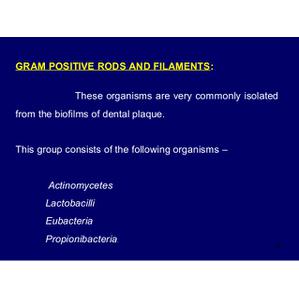 GRAM POSITIVE RODS AND FILAMENTS:
These organisms are very commonly isolated
from the biofilms of dental plaque.
This group consists of the following organisms –
Actinomycetes
Lactobacilli
Eubacteria
Propionibacteria